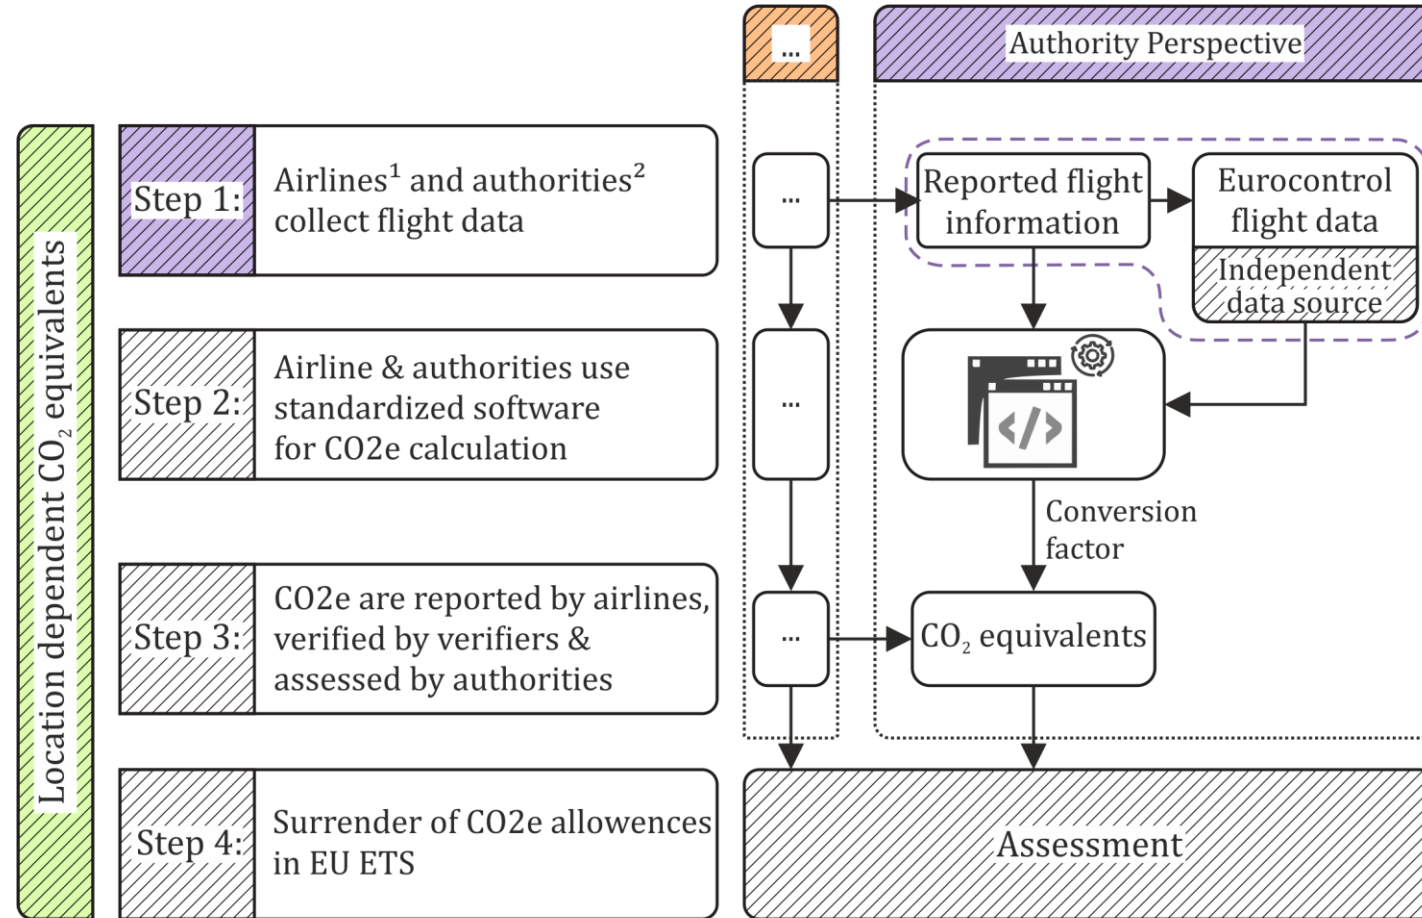 ...
Authority Perspective
Location dependent CO₂ equivalents
Step 1:
Airlines¹ and authorities²
collect flight data
...
Reported flight
information
Eurocontrol
flight data
Independent
data source
Step 2:
Airline & authorities use
standardized software
for CO2e calculation
...
</>
Conversion
factor
Step 3:
CO2e are reported by airlines,
verified by verifiers &
assessed by authorities
...
CO₂ equivalents
Step 4:
Surrender of CO2e allowences
in EU ETS
Assessment